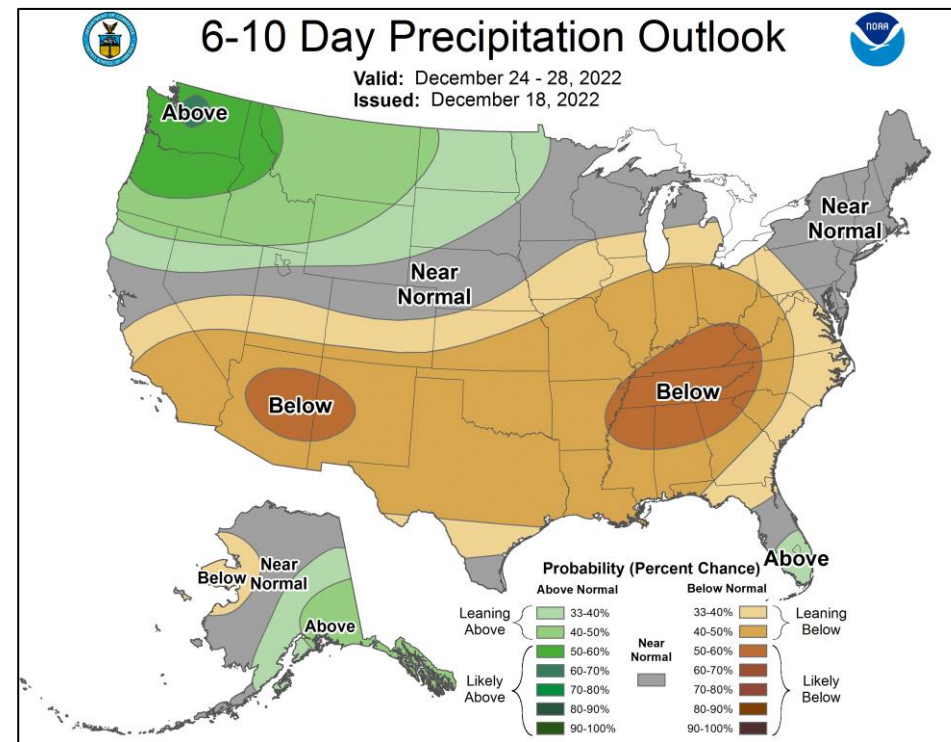 6-10 Day Precipitation Outlook
NOAA
Valid: December 24 - 28, 2022
Issued: December 18, 2022
Above
Near
Normal
Near
Normal
Below
Below
Below
Near
Normal
Above
Above
Probability (Percent Chance)
Above Normal Below Normal
Leaning
Above
33-40%
40-50%
Likely
Above
50-60%
60-70%
70-80%
80-90%
90-100%
Near
Normal
33-40%
40-50%
Leaning
Below
50-60%
60-70%
70-80%
80-90%
90-100%
Likely
Below